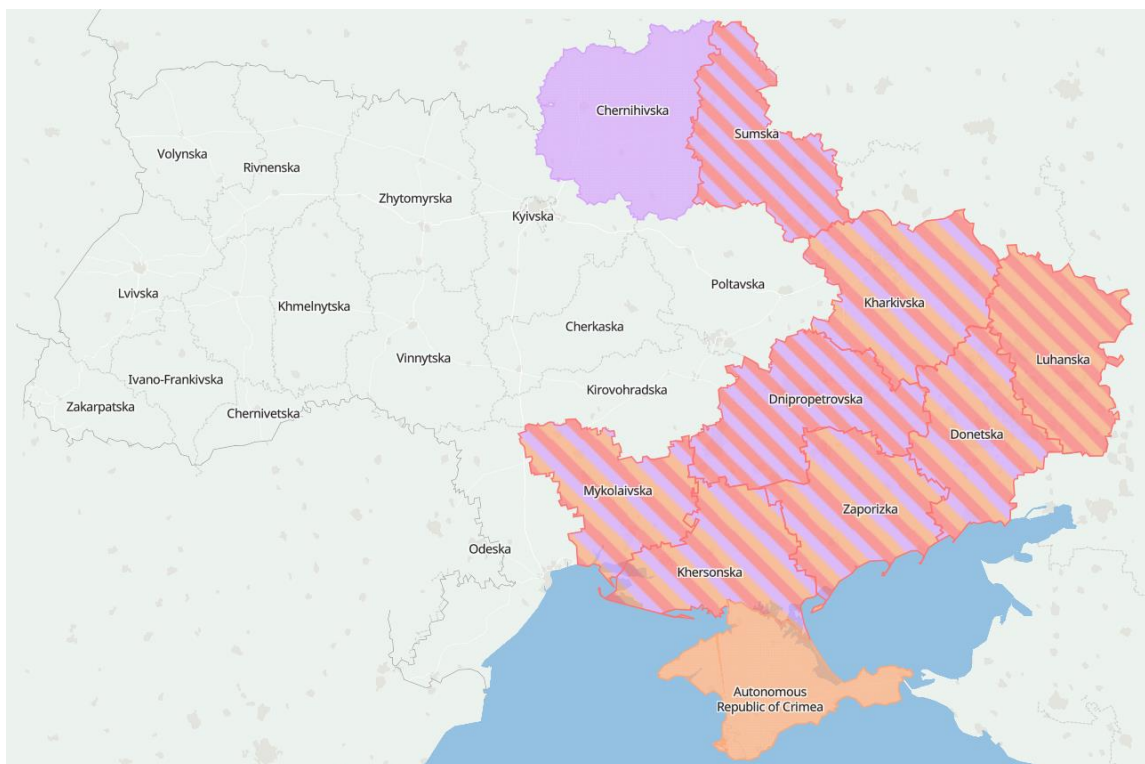 Chernihivska
Sumska
Volynska
Rivnenska
Zhytomyrska
Kyivska
Poltavska
Lvivska
Khmelnytska
Kharkivska
Cherkaska
Vinnytska
Luhanska
Ivano-Frankivska
Kirovohradska
Dnipropetrovska
Zakarpatska
Chernivetska
Donetska
Mykolaivska
Zaporizka
Odeska
Khersonska
Autonomous
Republic of Crimea